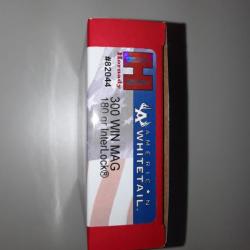 Hornady
#82044
AMERICAN
WHITETAIL
300 WIN MAG
180 gr InterLock®